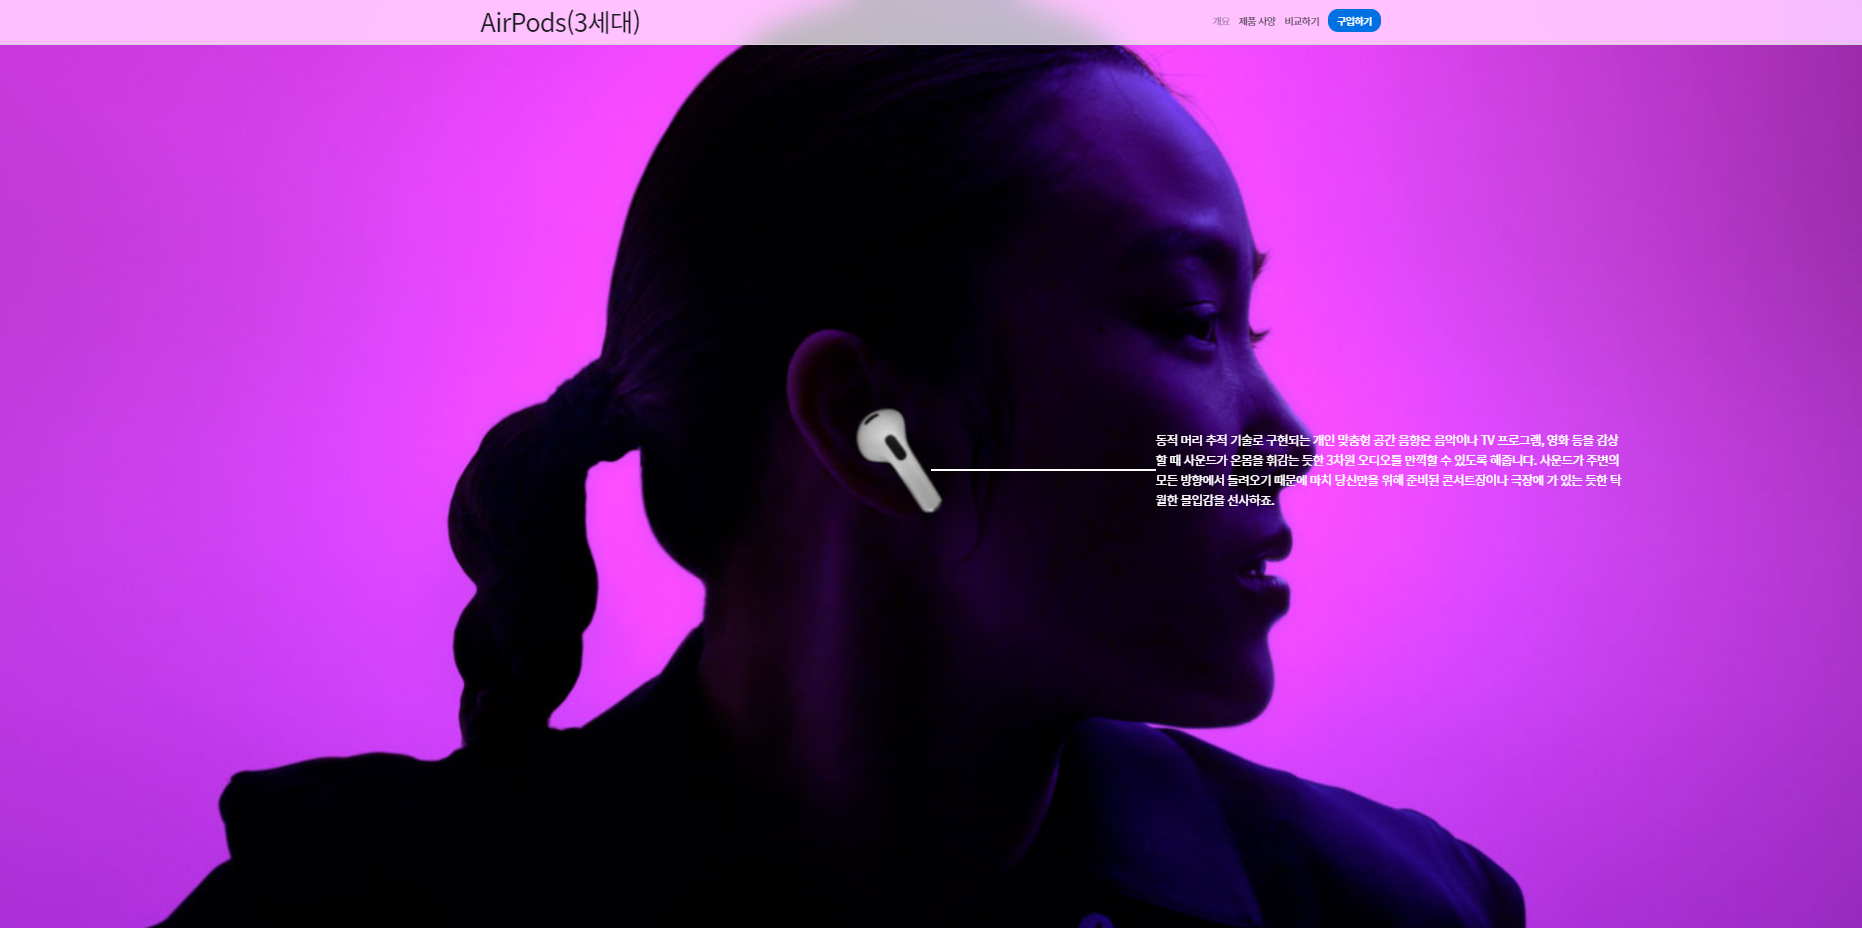 AirPods(3세대)
개요 제품 사양 비교하기 구입하기
동적 머리 추적 기술로 구현되는 개인 맞춤형 공간 음향은 음악이나 TV 프로그램, 영화 등을 감상
할 때 사운드가 온몸을 휘감는 듯한 3차원 오디오를 만끽할 수 있도록 해줍니다. 사운드가 주변의
모든 방향에서 들려오기 때문에 마치 당신만을 위해 준비된 콘서트장이나 극장에 가 있는 듯한 탁
월한 몰입감을 선사하죠.